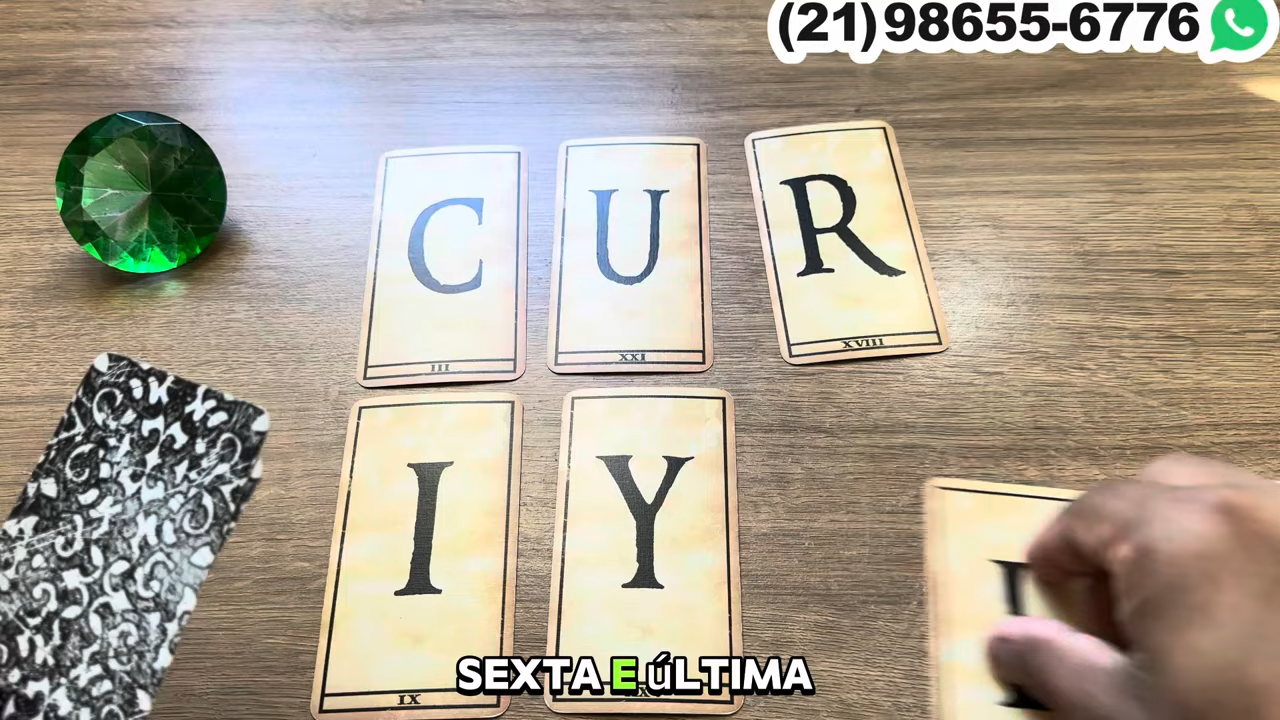 (21)98655-6776
C U R
III XXI XVIII
I Y
IX
SEXTA E úLTIMA